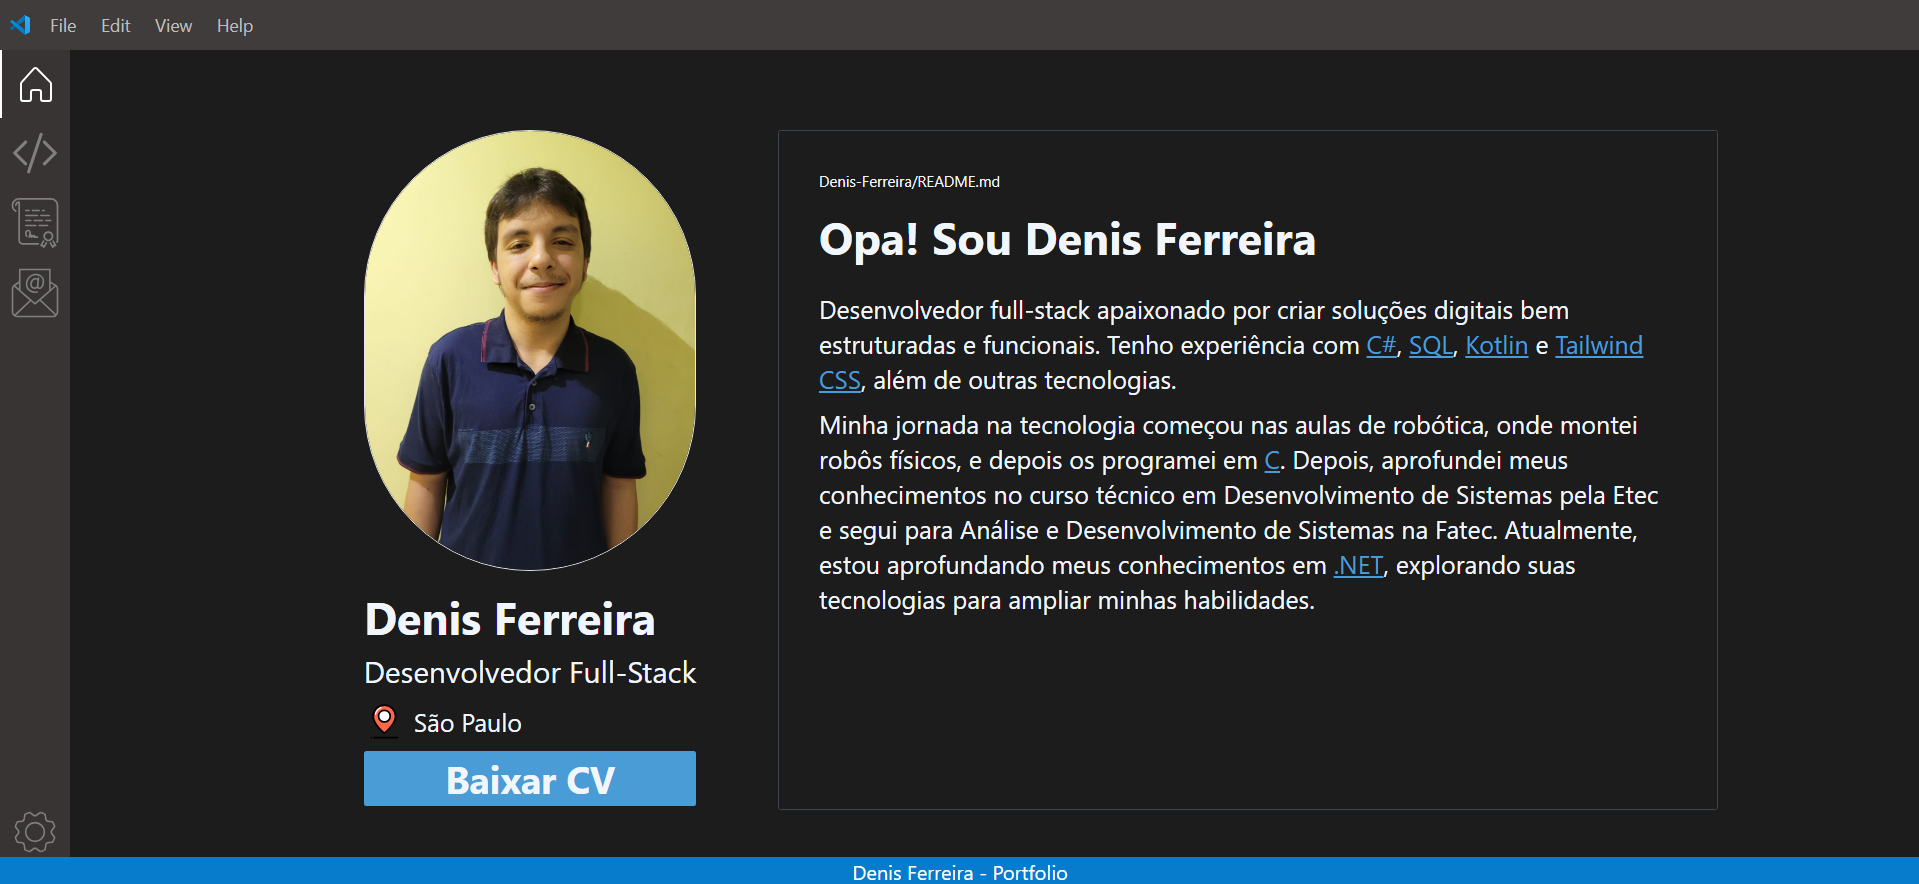 File Edit View Help
Denis Ferreira
Desenvolvedor Full-Stack
São Paulo
Baixar CV
Denis-Ferreira/README.md
Opa! Sou Denis Ferreira
Desenvolvedor full-stack apaixonado por criar soluções digitais bem
estruturadas e funcionais. Tenho experiência com C#, SQL, Kotlin e Tailwind
CSS, além de outras tecnologias.
Minha jornada na tecnologia começou nas aulas de robótica, onde montei
robôs físicos, e depois os programei em C. Depois, aprofundei meus
conhecimentos no curso técnico em Desenvolvimento de Sistemas pela Etec
e segui para Análise e Desenvolvimento de Sistemas na Fatec. Atualmente,
estou aprofundando meus conhecimentos em .NET, explorando suas
tecnologias para ampliar minhas habilidades.
Denis Ferreira - Portfolio